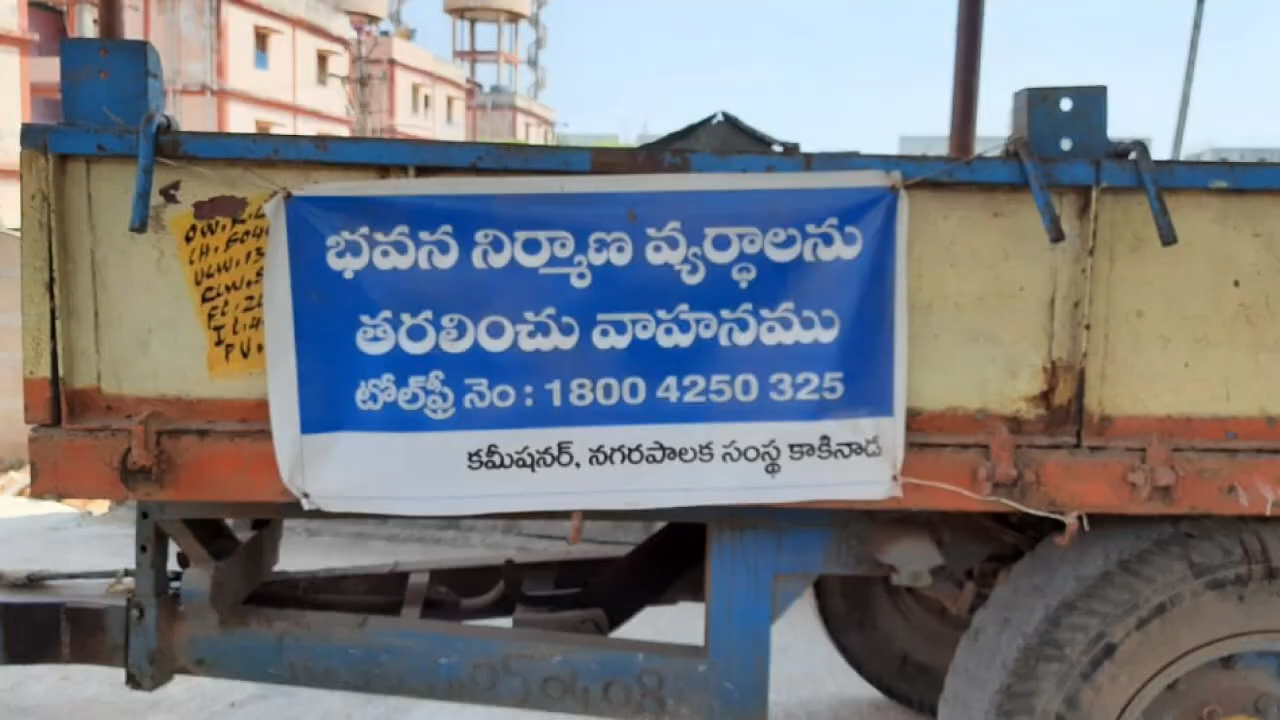 భవన నిర్మాణ వ్యర్ధాలను
తరలించు వాహనము
టోల్‌ఫ్రీ నెం : 1800 4250 325
కమీషనర్, నగరపాలక సంస్థ కాకినాడ